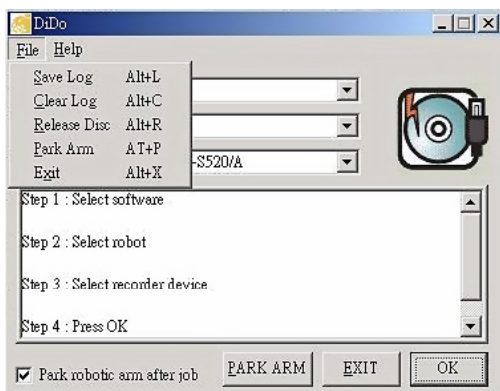 DiDo
File Help
Save Log Alt+L
Clear Log Alt+C
Release Disc Alt+R
Park Arm AT+P
Exit Alt+X
-S520/A
Step 1 : Select software
Step 2 : Select robot
Step 3 : Select recorder device
Step 4 : Press OK
Park robotic arm after job PARK ARM EXIT OK